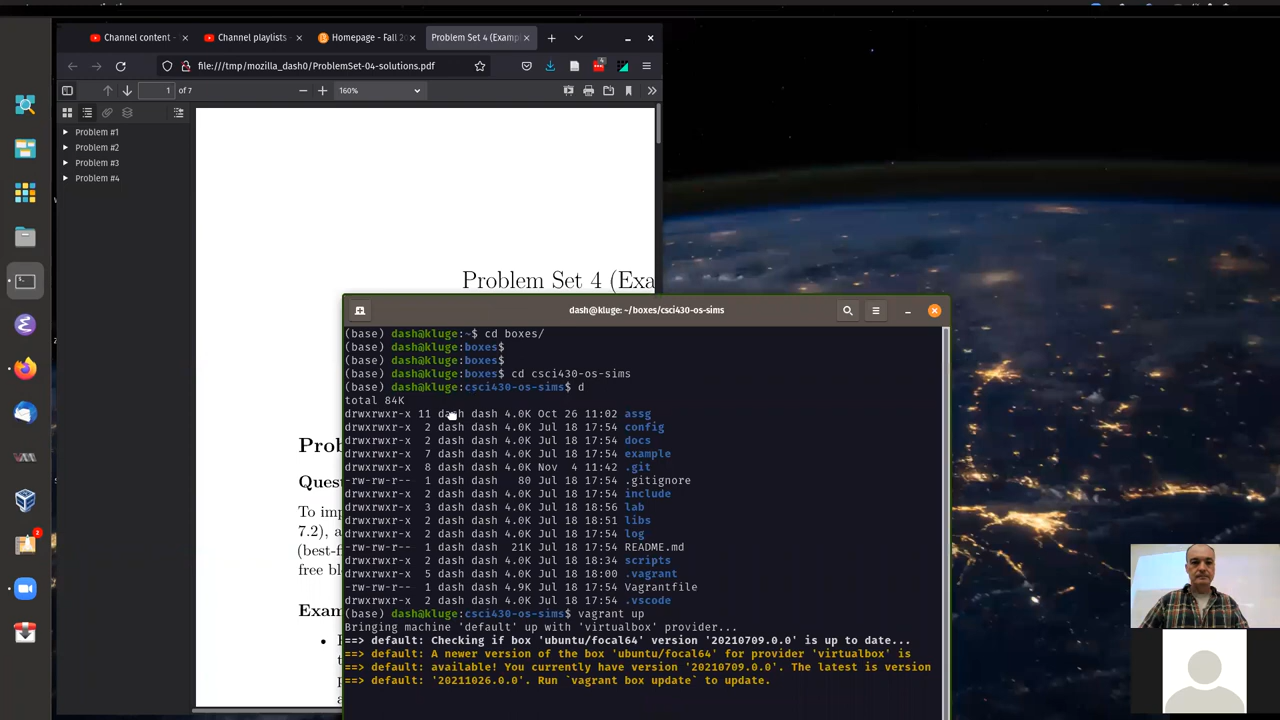 Channel content -
Channel playlists -
Homepage - Fall 20
Problem Set 4 (Exam
file:///tmp/mozilla_dash0/ProblemSet-04-solutions.pdf
1 of 7
160%
Problem #1
Problem #2
Problem #3
Problem #4
Problem Set 4 (Exa
Prob
Ques
To imp
7.2), a
(best-f
free bl
Exam
dash@kluge: ~/boxes/csci430-os-sims
(base) dash@kluge:~$ cd boxes/
(base) dash@kluge:boxes$
(base) dash@kluge:boxes$
(base) dash@kluge:boxes$ cd csci430-os-sims
(base) dash@kluge:csci430-os-sims$ d
total 84K
drwxrwxr-x 11 dash dash 4.0K Oct 26 11:02 assg
drwxrwxr-x 2 dash dash 4.0K Jul 18 17:54 config
drwxrwxr-x 2 dash dash 4.0K Jul 18 17:54 docs
drwxrwxr-x 7 dash dash 4.0K Jul 18 17:54 example
drwxrwxr-x 8 dash dash 4.0K Nov 4 11:42 .git
-rw-rw-r-- 1 dash dash 80 Jul 18 17:54 .gitignore
drwxrwxr-x 2 dash dash 4.0K Jul 18 17:54 include
drwxrwxr-x 3 dash dash 4.0K Jul 18 18:56 lab
drwxrwxr-x 2 dash dash 4.0K Jul 18 18:51 libs
drwxrwxr-x 2 dash dash 4.0K Jul 18 17:54 log
-rw-rw-r-- 1 dash dash 21K Jul 18 17:54 README.md
drwxrwxr-x 2 dash dash 4.0K Jul 18 18:34 scripts
drwxrwxr-x 5 dash dash 4.0K Jul 18 18:00 .vagrant
-rw-rw-r-- 1 dash dash 4.9K Jul 18 17:54 Vagrantfile
drwxrwxr-x 2 dash dash 4.0K Jul 18 17:54 .vscode
(base) dash@kluge:csci430-os-sims$ vagrant up
Bringing machine 'default' up with 'virtualbox' provider...
==> default: Checking if box 'ubuntu/focal64' version '20210709.0.0' is up to date...
==> default: A newer version of the box 'ubuntu/focal64' for provider 'virtualbox' is
==> default: available! You currently have version '20210709.0.0'. The latest is version
==> default: '20211026.0.0'. Run `vagrant box update` to update.